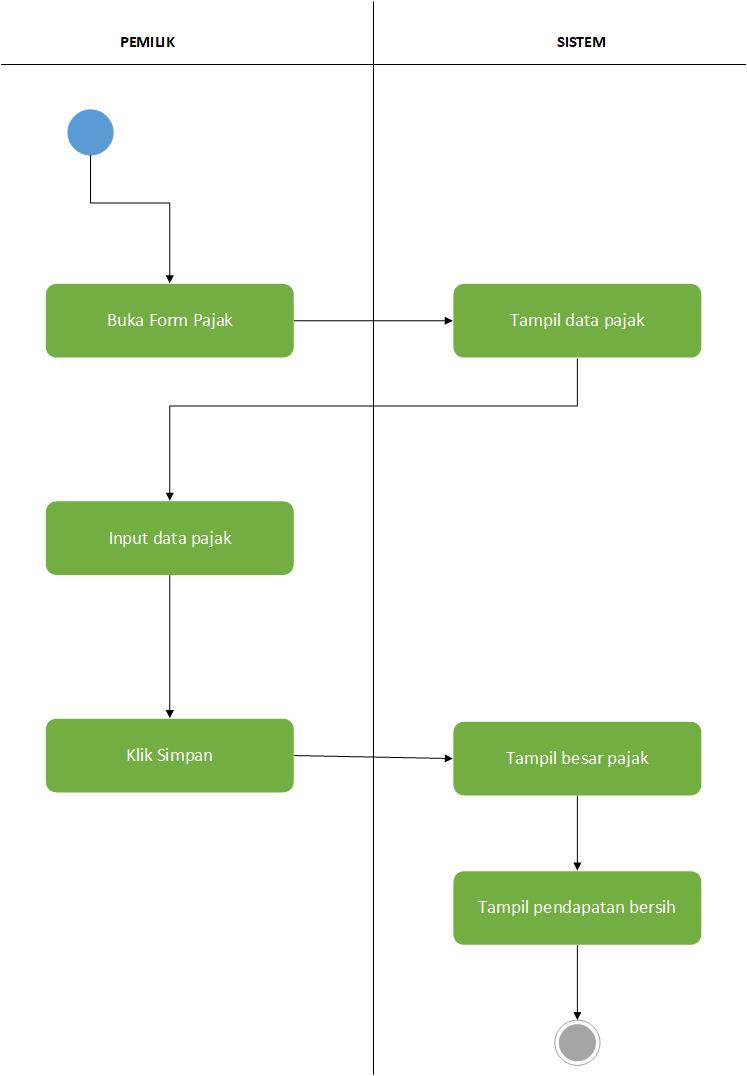 PEMILIK
SISTEM
Buka Form Pajak
Tampil data pajak
Input data pajak
Klik Simpan
Tampil besar pajak
Tampil pendapatan bersih